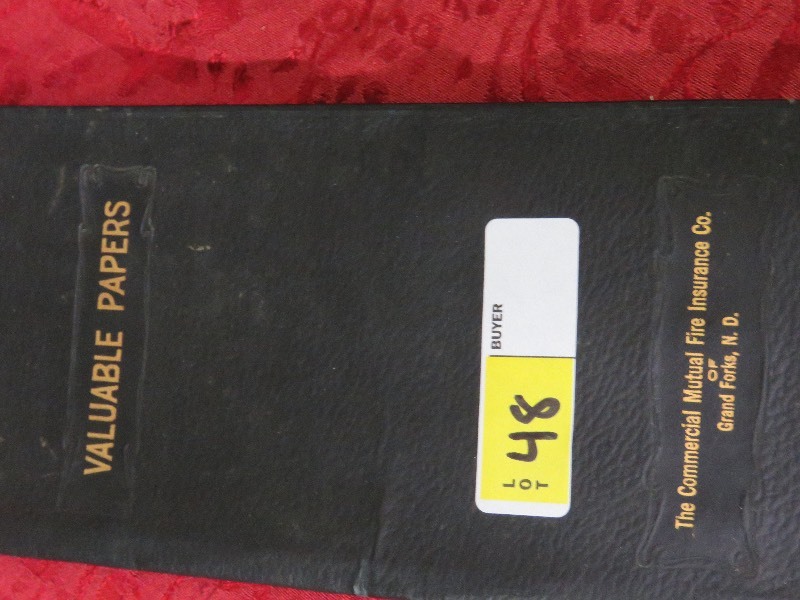 VALUABLE PAPERS
LOT 48
BUYER
The Commercial Mutual Fire Insurance Co.
OF
Grand Forks, N. D.